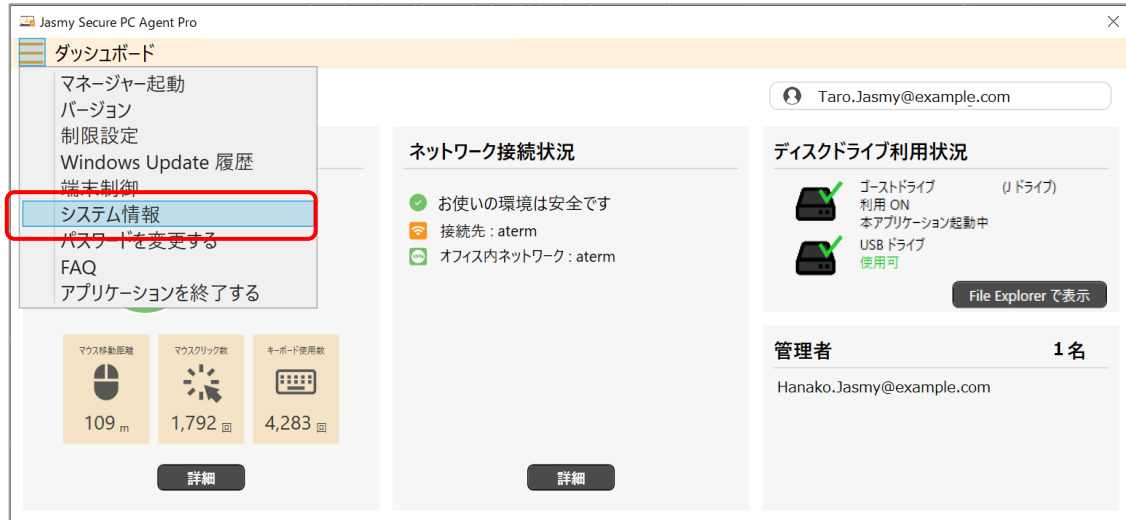 Jasmy Secure PC Agent Pro
ダッシュボード
マネージャー起動
バージョン
制限設定
Windows Update 履歴
端末制御
システム情報
パスワードを変更する
FAQ
アプリケーションを終了する
マウス移動距離
109 m
マウスクリック数
1,792 回
キーボード使用数
4,283 回
詳細
ネットワーク接続状況
お使いの環境は安全です
接続先 : aterm
オフィス内ネットワーク : aterm
詳細
Taro.Jasmy@example.com
ディスクドライブ利用状況
ゴーストドライブ (J ドライブ)
利用 ON
本アプリケーション起動中
USB ドライブ
使用可
File Explorer で表示
管理者 1 名
Hanako.Jasmy@example.com